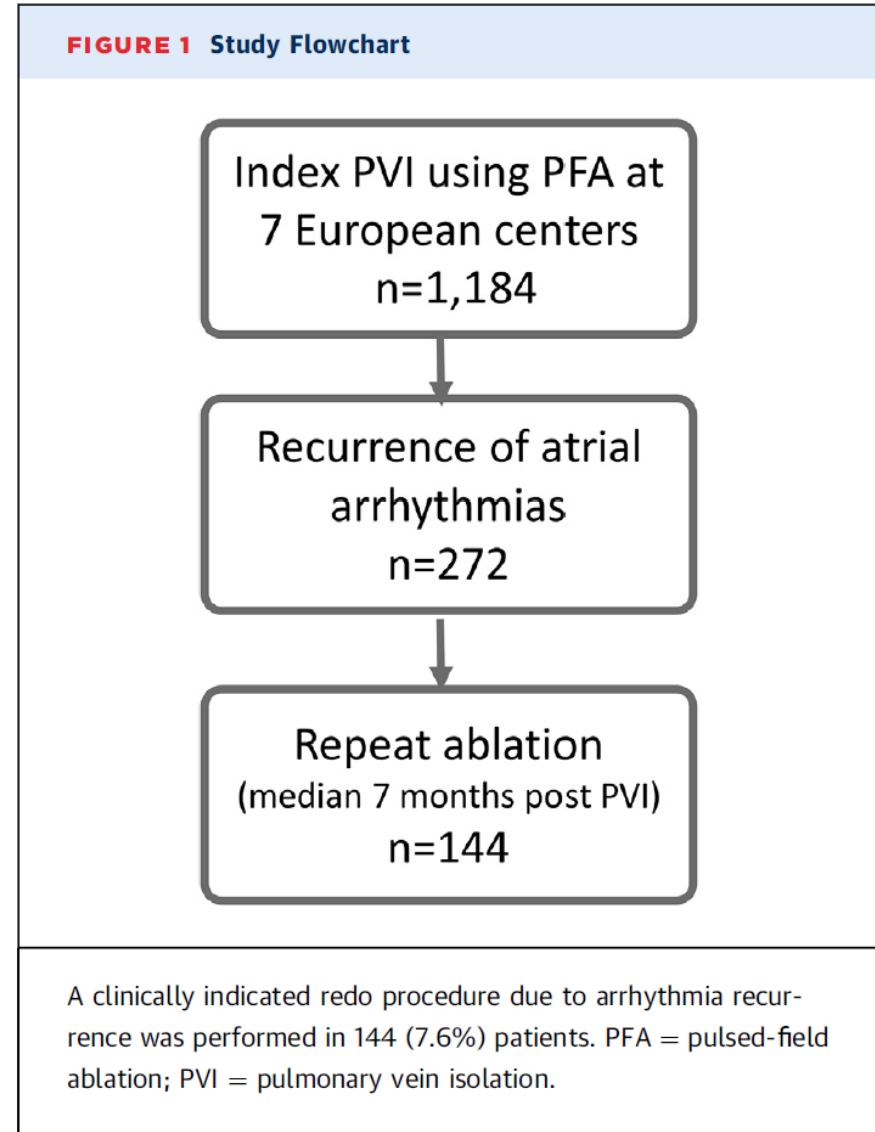 FIGURE 1 Study Flowchart
Index PVI using PFA at
7 European centers
n=1,184
Recurrence of atrial
arrhythmias
n=272
Repeat ablation
(median 7 months post PVI)
n=144
A clinically indicated redo procedure due to arrhythmia recur-
rence was performed in 144 (7.6%) patients. PFA = pulsed-field
ablation; PVI = pulmonary vein isolation.